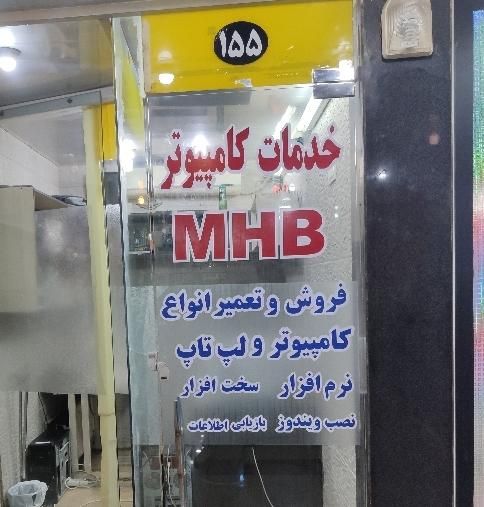 ۱۵۵
خدمات کامپیوتر
MHB
فروش و تعمیر انواع
کامپیوتر و لپ تاپ
نرم افزار سخت افزار
نصب ویندوز بازیابی اطلاعات